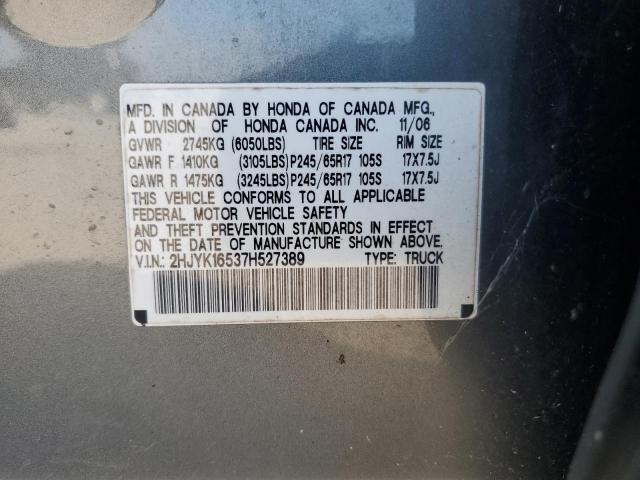 MFD. IN CANADA BY HONDA OF CANADA MFG.,
A DIVISION OF HONDA CANADA INC. 11/06
GVWR 2745KG (6050LBS) TIRE SIZE RIM SIZE
GAWR F 1410KG (3105LBS)P245/65R17 105S 17X7.5J
GAWR R 1475KG (3245LBS)P245/65R17 105S 17X7.5J
THIS VEHICLE CONFORMS TO ALL APPLICABLE
FEDERAL MOTOR VEHICLE SAFETY
AND THEFT PREVENTION STANDARDS IN EFFECT
ON THE DATE OF MANUFACTURE SHOWN ABOVE.
V.I.N.: 2HJYK16537H527389 TYPE: TRUCK